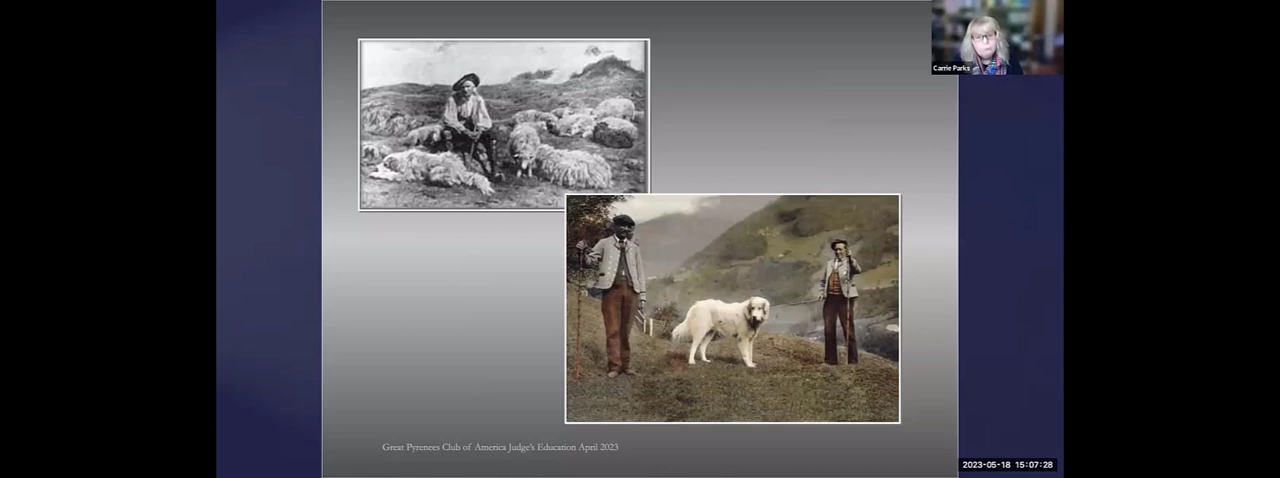 Carrie Parks
Great Pyrenees Club of America Judge's Education April 2023
2023-05-18 15:07:28